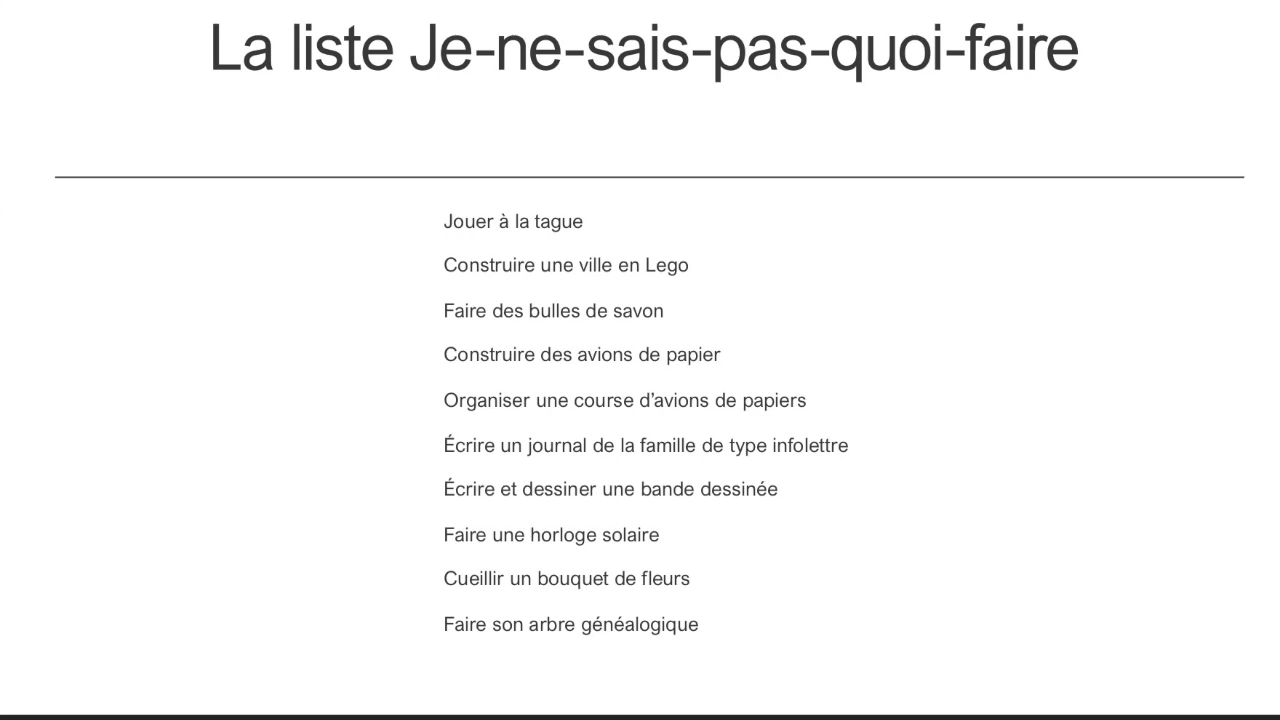 La liste Je-ne-sais-pas-quoi-faire
Jouer à la tague
Construire une ville en Lego
Faire des bulles de savon
Construire des avions de papier
Organiser une course d’avions de papiers
Écrire un journal de la famille de type infolettre
Écrire et dessiner une bande dessinée
Faire une horloge solaire
Cueillir un bouquet de fleurs
Faire son arbre généalogique